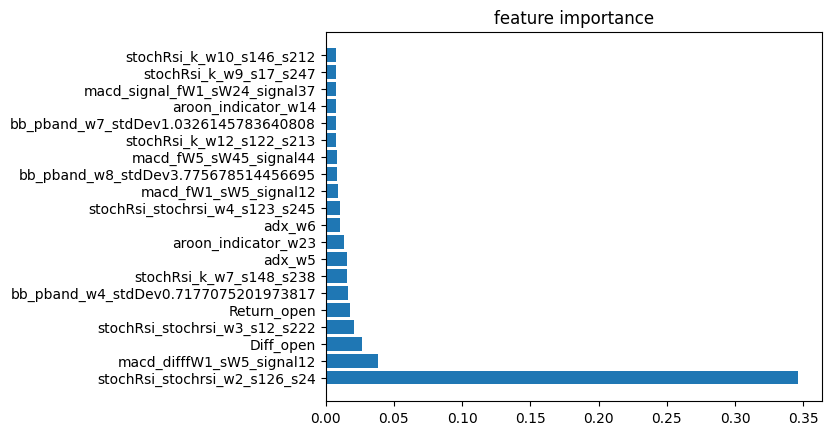 feature importance
stochRsi_k_w10_s146_s212
stochRsi_k_w9_s17_s247
macd_signal_fW1_sW24_signal37
aroon_indicator_w14
bb_pband_w7_stdDev1.0326145783640808
stochRsi_k_w12_s122_s213
macd_fW5_sW45_signal44
bb_pband_w8_stdDev3.775678514456695
macd_fW1_sW5_signal12
stochRsi_stochrsi_w4_s123_s245
adx_w6
aroon_indicator_w23
adx_w5
stochRsi_k_w7_s148_s238
bb_pband_w4_stdDev0.7177075201973817
Return_open
stochRsi_stochrsi_w3_s12_s222
Diff_open
macd_difffW1_sW5_signal12
stochRsi_stochrsi_w2_s126_s24
0.00 0.05 0.10 0.15 0.20 0.25 0.30 0.35